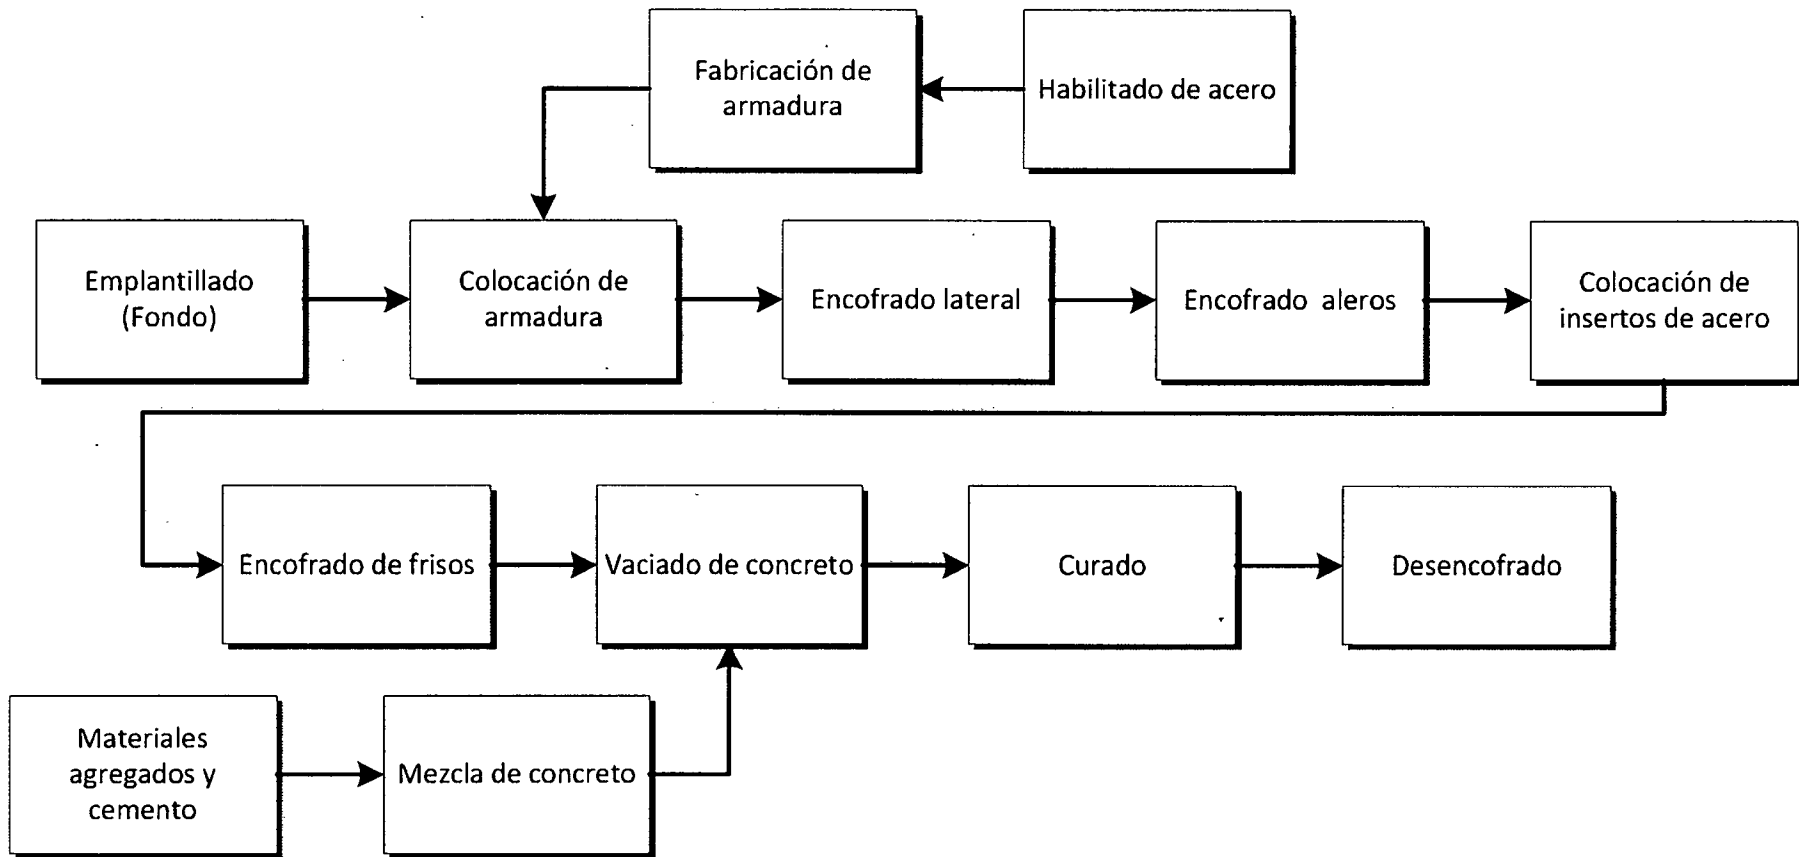 Fabricación de
armadura
Habilitado de acero
Emplantillado
(Fondo)
Colocación de
armadura
Encofrado lateral
Encofrado aleros
Colocación de
insertos de acero
Encofrado de frisos
Vaciado de concreto
Curado
Desencofrado
Materiales
agregados y
cemento
Mezcla de concreto